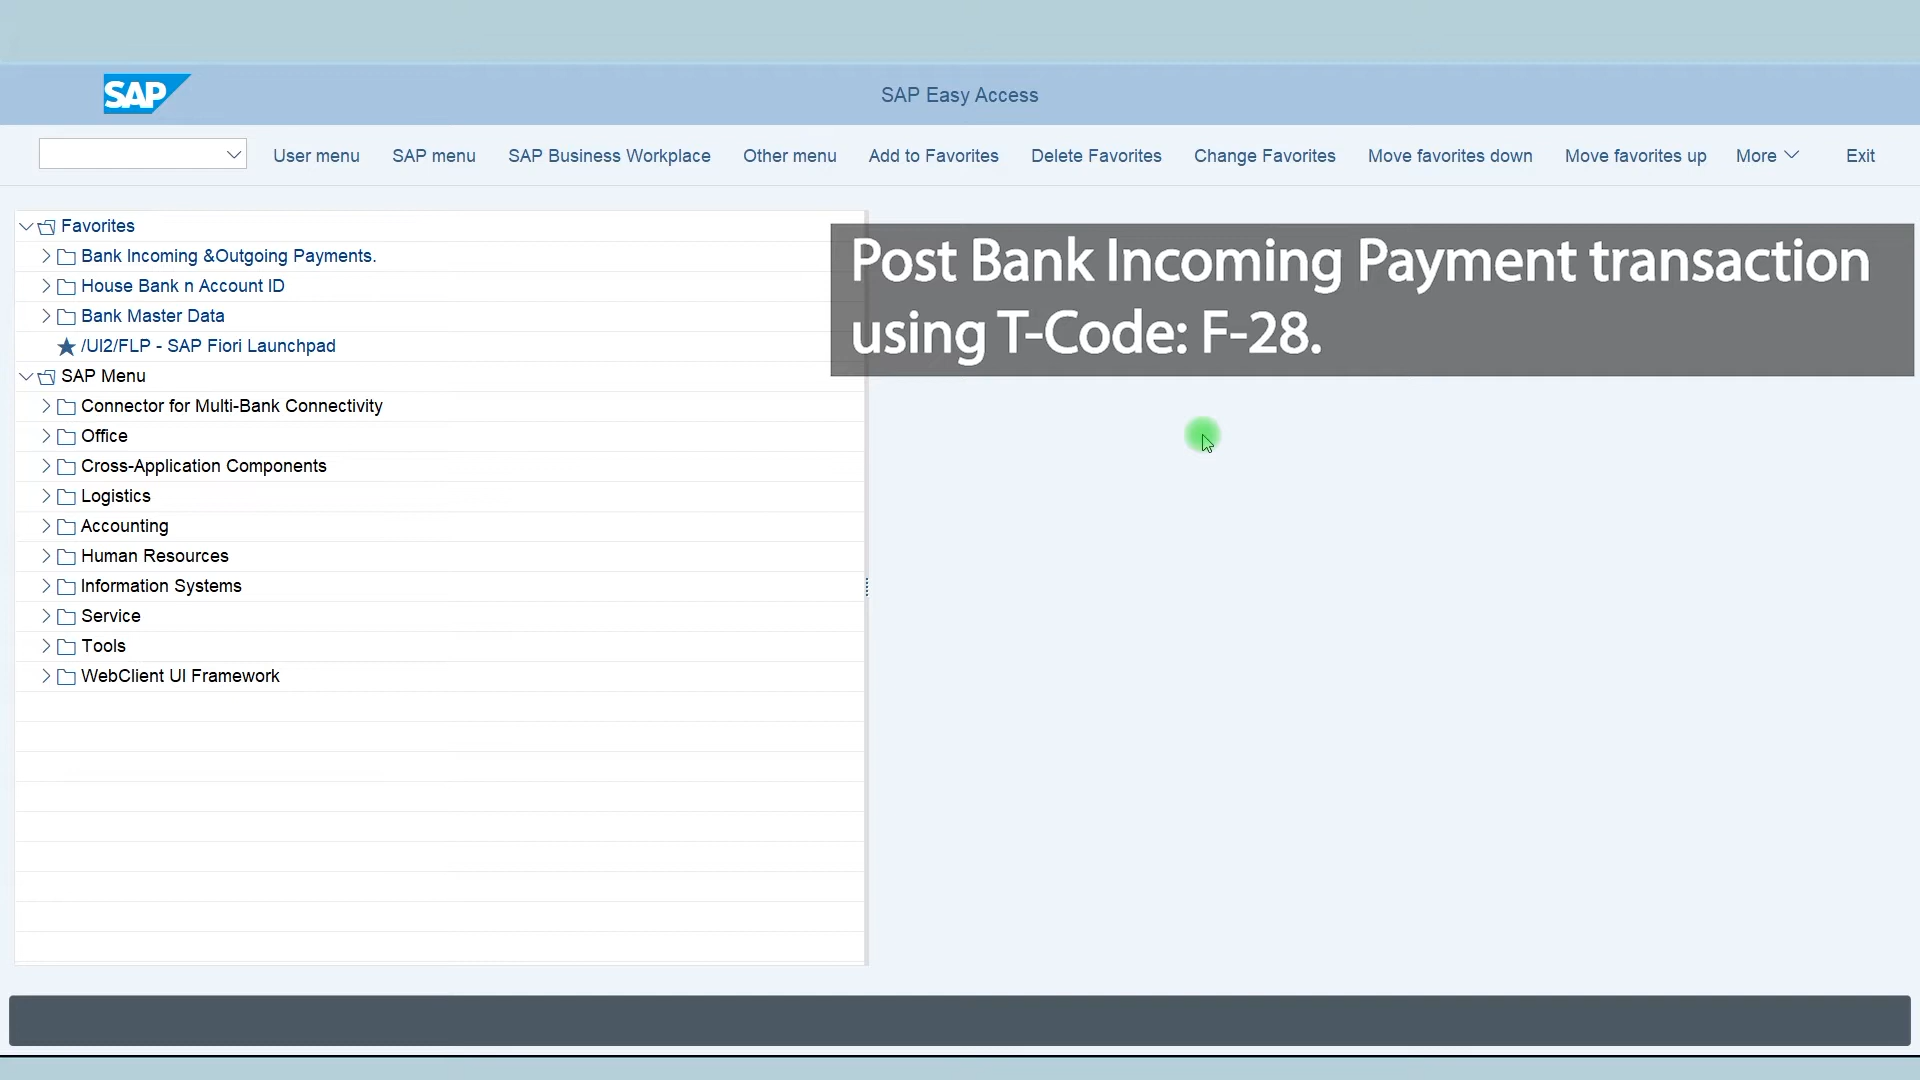 SAP
SAP Easy Access
User menu SAP menu SAP Business Workplace Other menu Add to Favorites Delete Favorites Change Favorites Move favorites down Move favorites up More Exit
Favorites
Bank Incoming &Outgoing Payments.
House Bank n Account ID
Bank Master Data
/UI2/FLP - SAP Fiori Launchpad
SAP Menu
Connector for Multi-Bank Connectivity
Office
Cross-Application Components
Logistics
Accounting
Human Resources
Information Systems
Service
Tools
WebClient UI Framework
Post Bank Incoming Payment transaction
using T-Code: F-28.